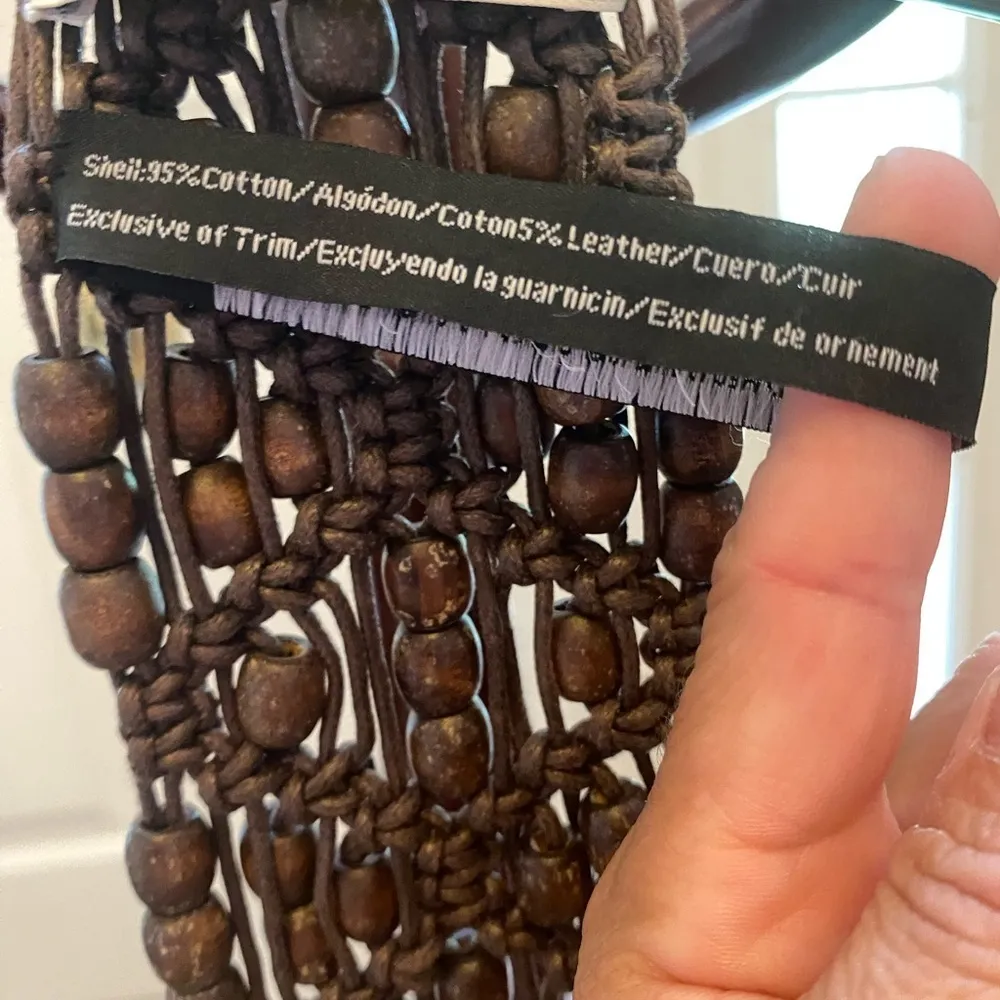 Shell:95%Cotton/Algódon/Coton5% Leather/Cuero/Cuir
Exclusive of Trim/Excluyendo la guarnicin/Exclusif de ornement